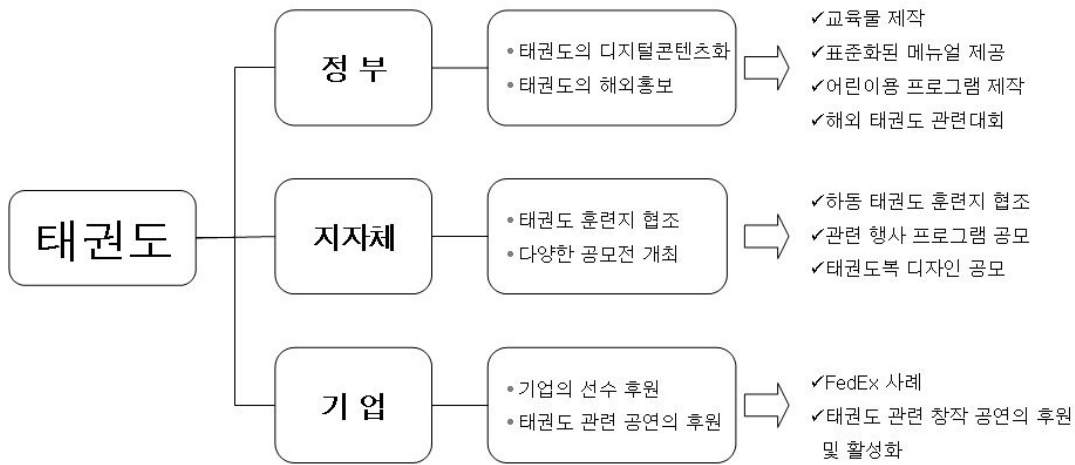 태권도
정 부
• 태권도의 디지털콘텐츠화
• 태권도의 해외홍보
✓교육물 제작
✓표준화된 메뉴얼 제공
✓어린이용 프로그램 제작
✓해외 태권도 관련대회
지자체
• 태권도 훈련지 협조
• 다양한 공모전 개최
✓하동 태권도 훈련지 협조
✓관련 행사 프로그램 공모
✓태권도복 디자인 공모
기 업
• 기업의 선수 후원
• 태권도 관련 공연의 후원
✓FedEx 사례
✓태권도 관련 창작 공연의 후원
및 활성화